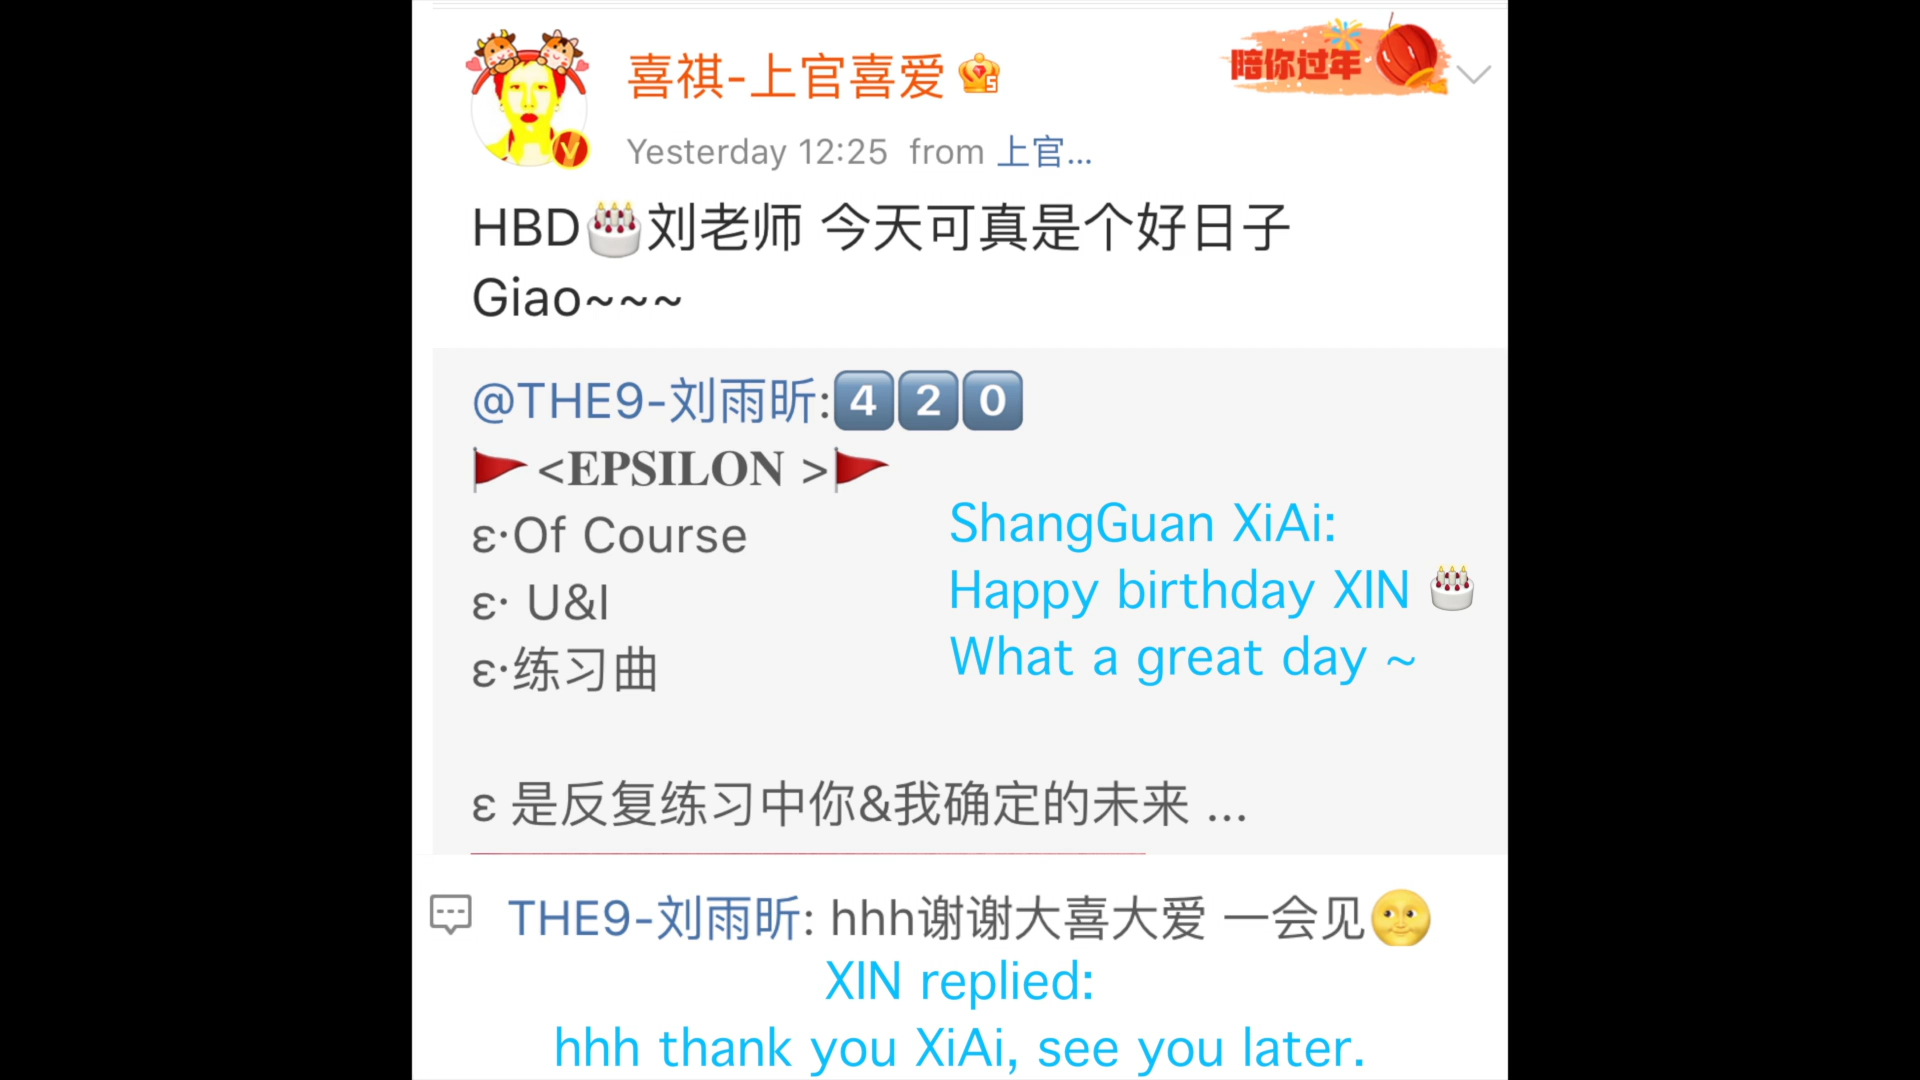 喜祺-上官喜爱 5
陪你过年
V
Yesterday 12:25 from 上官...
HBD🎂刘老师 今天可真是个好日子
Giao~~~
@THE9-刘雨昕:4️⃣2️⃣0️⃣
🚩<EPSILON >🚩
ε·Of Course
ε· U&I
ε·练习曲
ShangGuan XiAi:
Happy birthday XIN 🎂
What a great day ~
ε 是反复练习中你&我确定的未来 ...
THE9-刘雨昕: hhh谢谢大喜大爱 一会见🌝
XIN replied:
hhh thank you XiAi, see you later.